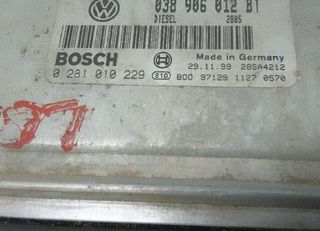 038 906 012 BT
DIESEL 2805
BOSCH Made in Germany
29.11.99 28SA4212
0 281 010 229 BOO 97129 1127 0570